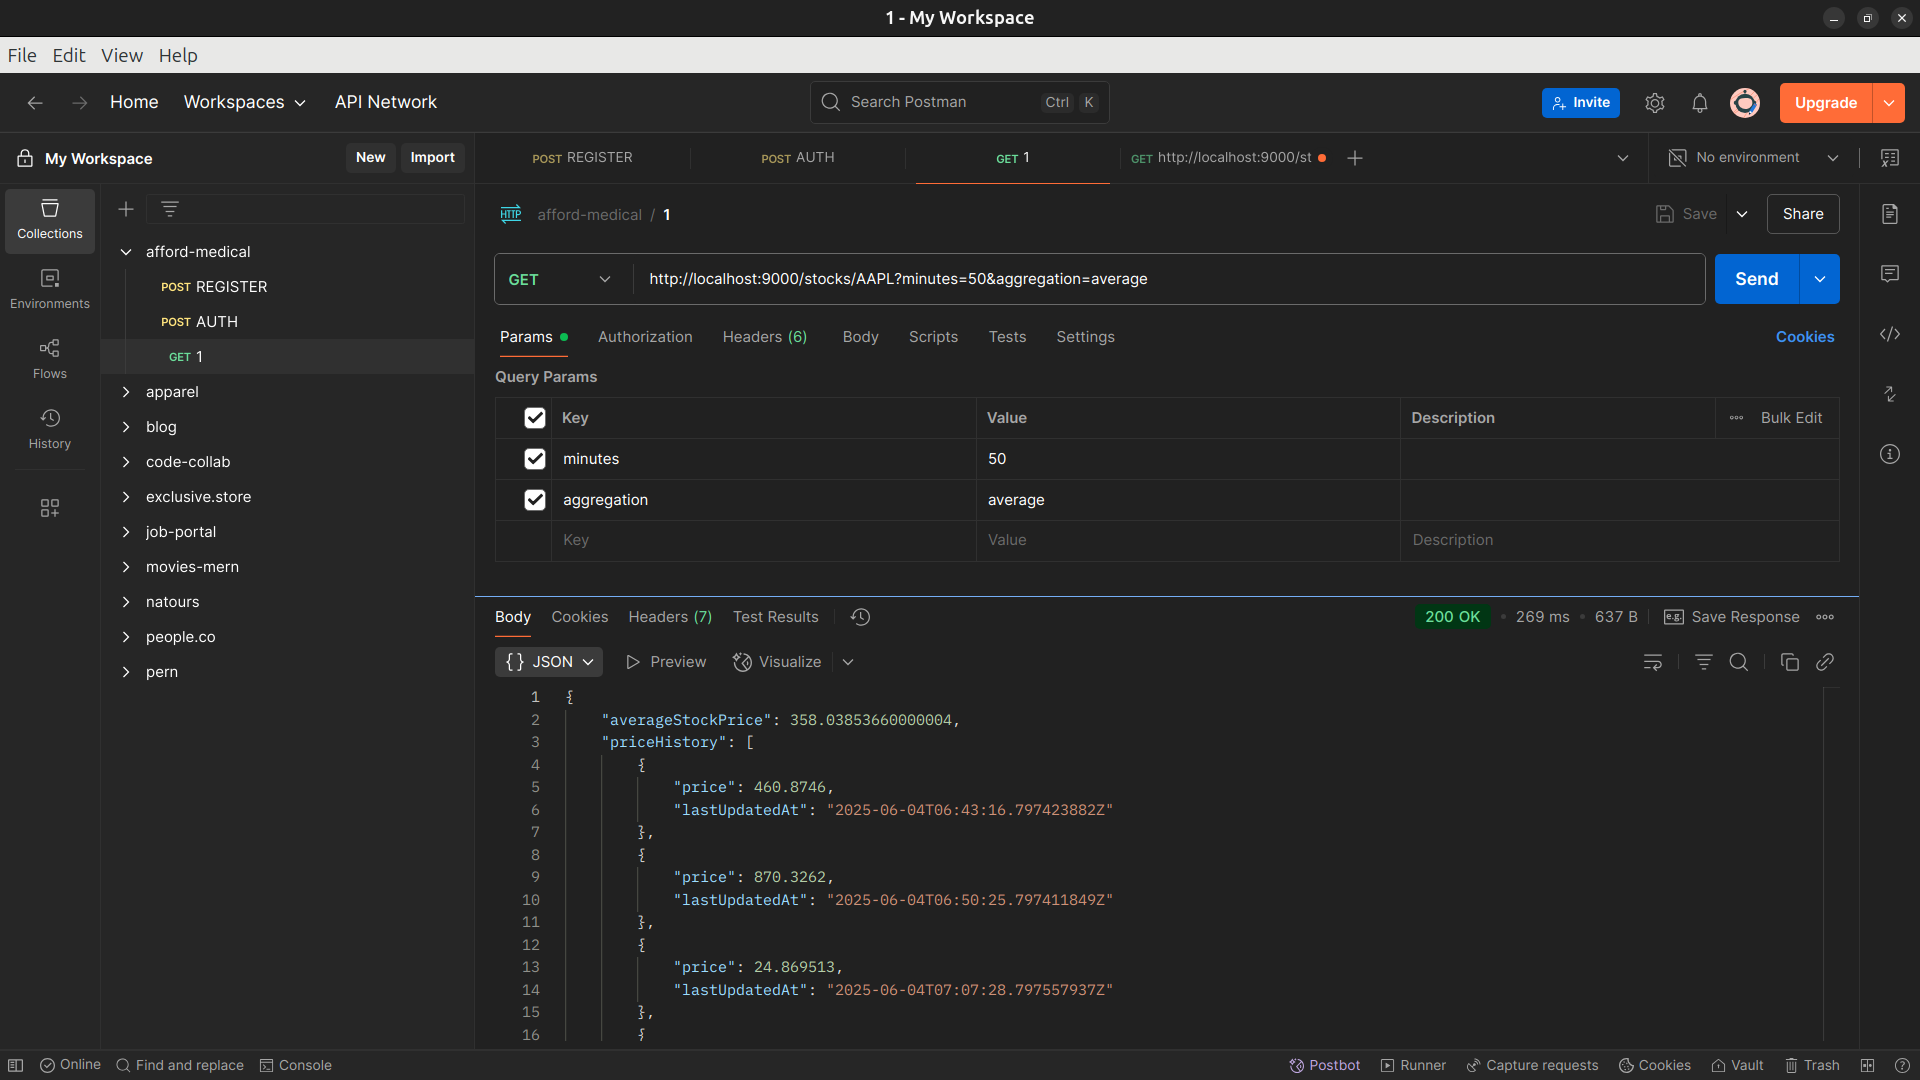 1 - My Workspace
File Edit View Help
Home Workspaces API Network
Search Postman Ctrl K
Invite
Upgrade
My Workspace New Import
POST REGISTER POST AUTH GET 1 GET http://localhost:9000/st
No environment
Collections
Environments
Flows
History
afford-medical
POST REGISTER
POST AUTH
GET 1
apparel
blog
code-collab
exclusive.store
job-portal
movies-mern
natours
people.co
pern
HTTP afford-medical / 1
Save Share
GET http://localhost:9000/stocks/AAPL?minutes=50&aggregation=average Send
Params Authorization Headers (6) Body Scripts Tests Settings Cookies
Query Params
Key Value Description Bulk Edit
minutes 50
aggregation average
Key Value Description
Body Cookies Headers (7) Test Results 200 OK 269 ms 637 B e.g. Save Response
{} JSON Preview Visualize
1 {
2 "averageStockPrice": 358.03853660000004,
3 "priceHistory": [
4 {
5 "price": 460.8746,
6 "lastUpdatedAt": "2025-06-04T06:43:16.797423882Z"
7 },
8 {
9 "price": 870.3262,
10 "lastUpdatedAt": "2025-06-04T06:50:25.797411849Z"
11 },
12 {
13 "price": 24.869513,
14 "lastUpdatedAt": "2025-06-04T07:07:28.797557937Z"
15 },
16 {
Online Find and replace Console Postbot Runner Capture requests Cookies Vault Trash